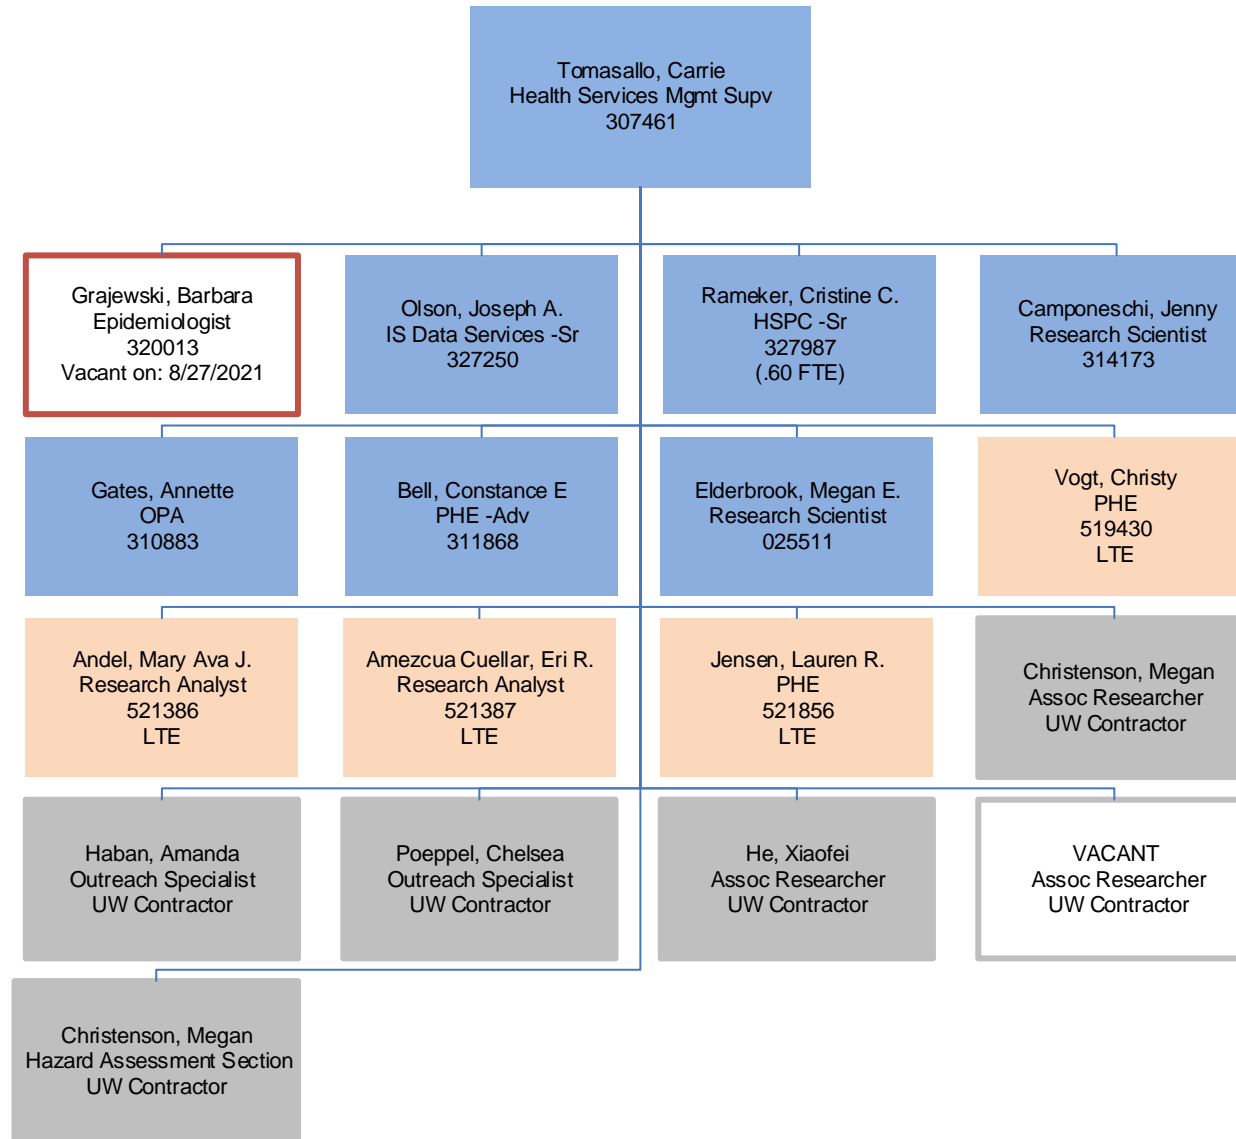 Tomasallo, Carrie
Health Services Mgmt Supv
307461
Grajewski, Barbara
Epidemiologist
320013
Vacant on: 8/27/2021
Olson, Joseph A.
IS Data Services -Sr
327250
Rameker, Cristine C.
HSPC -Sr
327987
(.60 FTE)
Camponeschi, Jenny
Research Scientist
314173
Gates, Annette
OPA
310883
Bell, Constance E
PHE -Adv
311868
Elderbrook, Megan E.
Research Scientist
025511
Vogt, Christy
PHE
519430
LTE
Andel, Mary Ava J.
Research Analyst
521386
LTE
Amezcua Cuellar, Eri R.
Research Analyst
521387
LTE
Jensen, Lauren R.
PHE
521856
LTE
Christenson, Megan
Assoc Researcher
UW Contractor
Haban, Amanda
Outreach Specialist
UW Contractor
Poeppel, Chelsea
Outreach Specialist
UW Contractor
He, Xiaofei
Assoc Researcher
UW Contractor
VACANT
Assoc Researcher
UW Contractor
Christenson, Megan
Hazard Assessment Section
UW Contractor